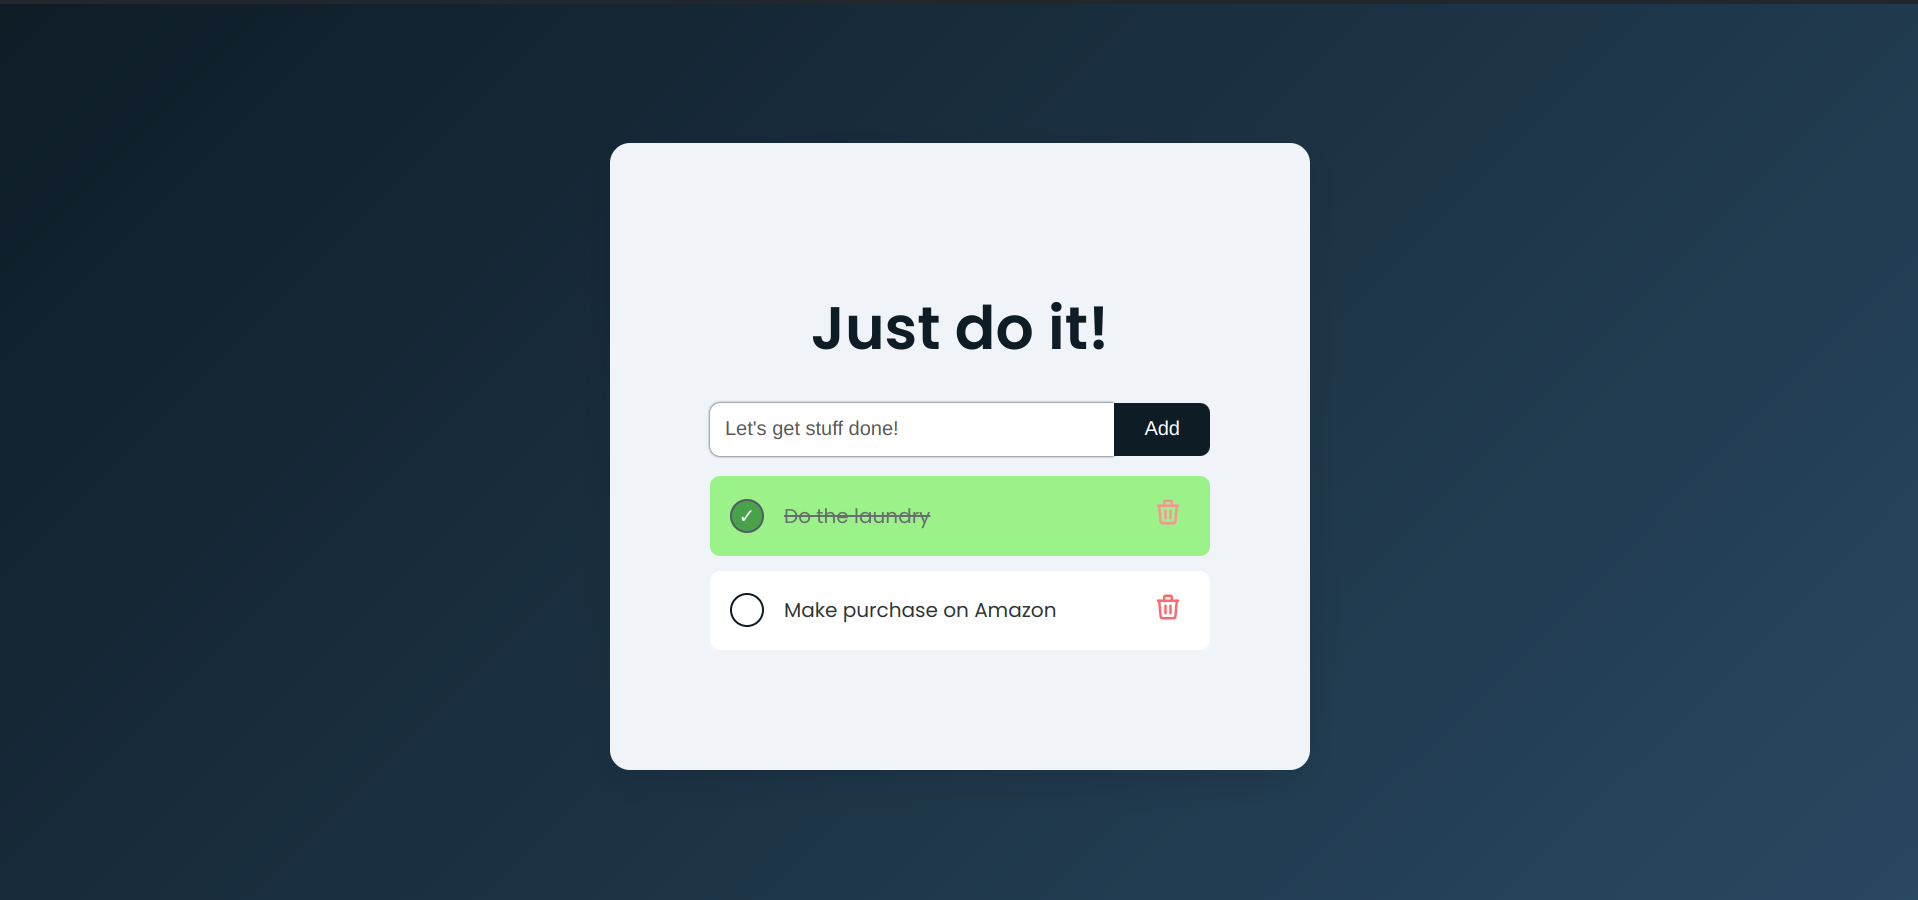 Just do it!
Let's get stuff done!
Add
Do the laundry
Make purchase on Amazon